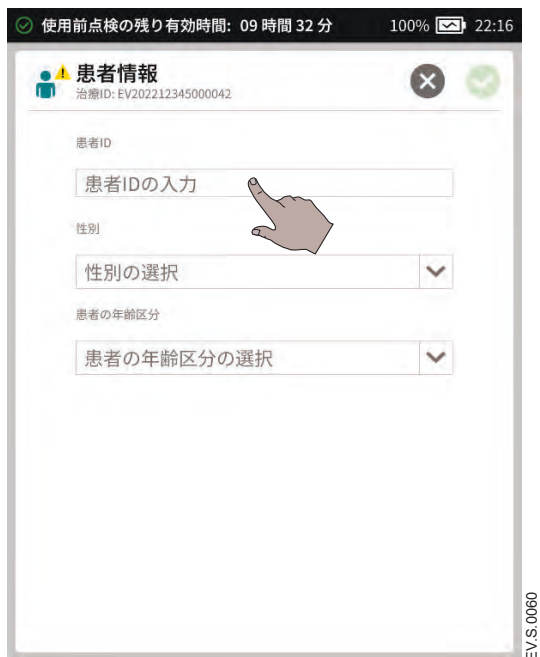 使用前点検の残り有効時間: 09 時間 32 分 100% 22:16
患者情報
治療ID: EV202212345000042
患者ID
患者IDの入力
性別
性別の選択
患者の年齢区分
患者の年齢区分の選択
EV.S.0060